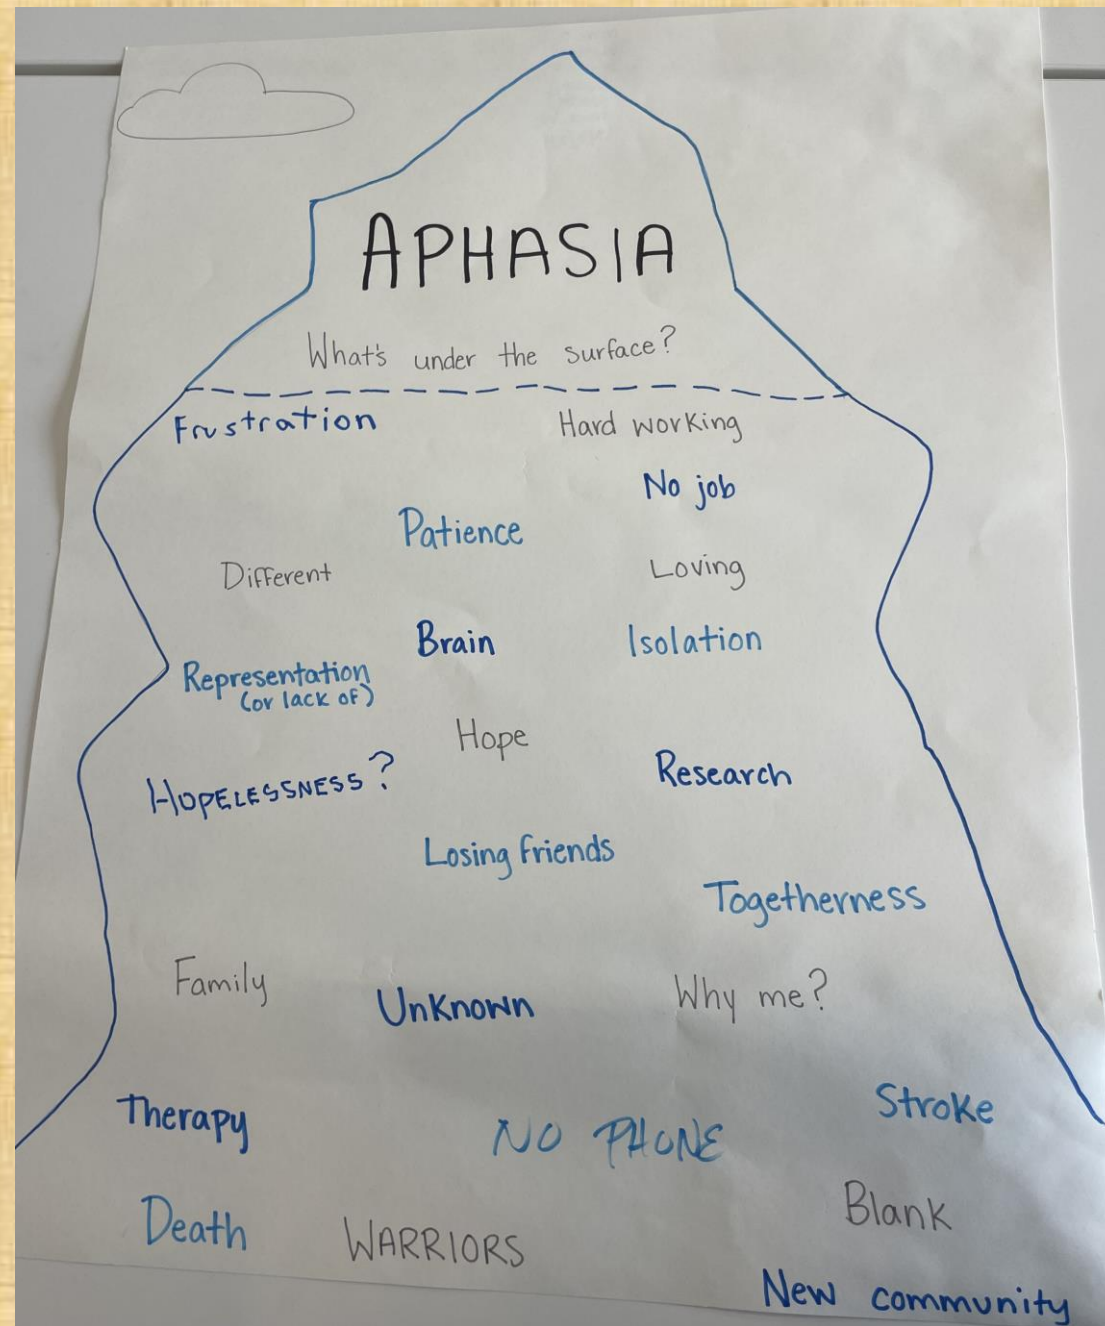 APHASIA
What's under the surface?
Frustration
Hard working
No job
Patience
Different
Loving
Brain
Isolation
Representation
(or lack of)
Hope
HOPELESSNESS?
Research
Losing friends
Togetherness
Family
Unknown
Why me?
Therapy
NO PHONE
Stroke
Death
WARRIORS
Blank
New community